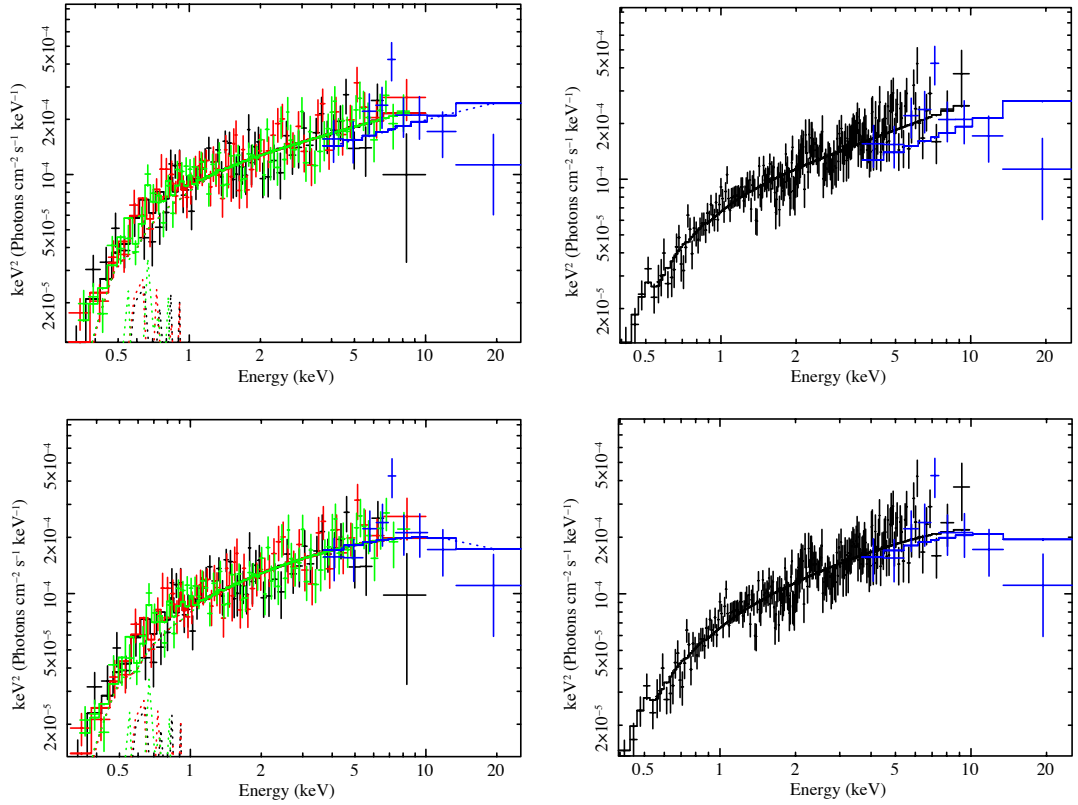 5×10⁻⁴
10⁻⁴
5×10⁻⁵
2×10⁻⁵
2×10⁻⁴
keV² (Photons cm⁻² s⁻¹ keV⁻¹)
0.5 1 2 5 10 20
Energy (keV)
5×10⁻⁴
2×10⁻⁴
10⁻⁴
5×10⁻⁵
2×10⁻⁵
keV² (Photons cm⁻² s⁻¹ keV⁻¹)
0.5 1 2 5 10 20
Energy (keV)
5×10⁻⁴
2×10⁻⁴
10⁻⁴
5×10⁻⁵
2×10⁻⁵
keV² (Photons cm⁻² s⁻¹ keV⁻¹)
0.5 1 2 5 10 20
Energy (keV)
5×10⁻⁴
2×10⁻⁴
10⁻⁴
5×10⁻⁵
2×10⁻⁵
keV² (Photons cm⁻² s⁻¹ keV⁻¹)
0.5 1 2 5 10 20
Energy (keV)